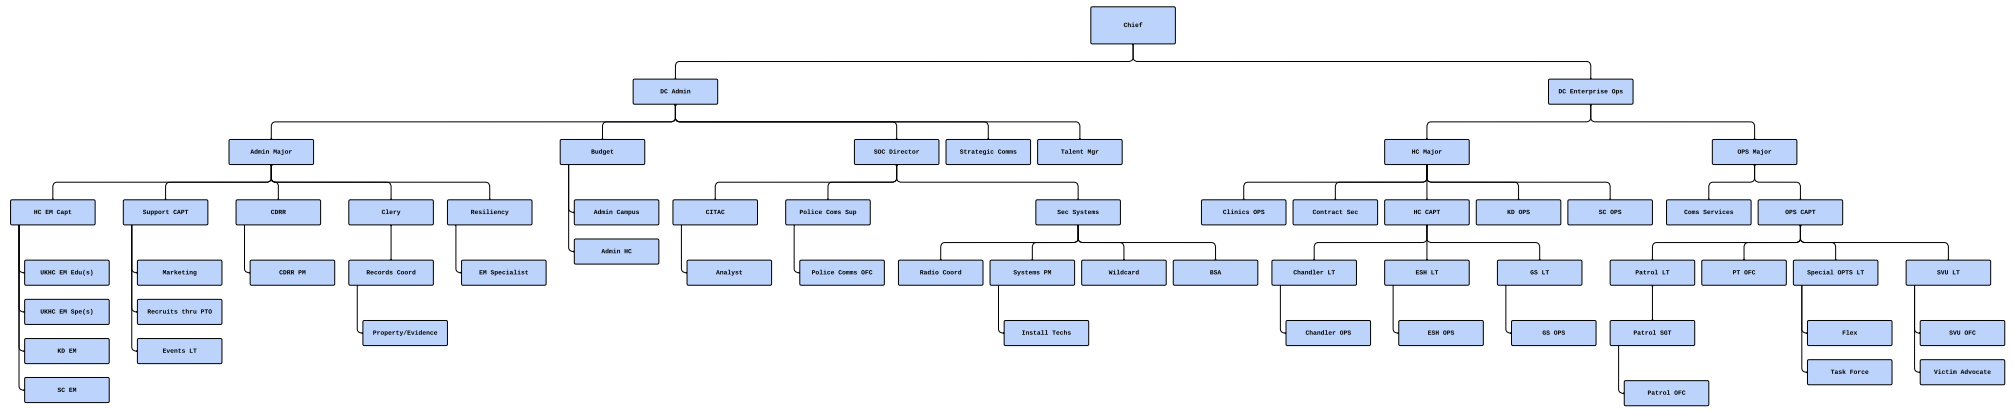 Chief
DC Admin
DC Enterprise Ops
Admin Major
Budget
SOC Director
Strategic Comms
Talent Mgr
HC Major
OPS Major
HC EM Capt
Support CAPT
CDRR
Clery
Resiliency
Admin Campus
CITAC
Police Coms Sup
Sec Systems
Clinics OPS
Contract Sec
HC CAPT
KD OPS
SC OPS
Coms Services
OPS CAPT
Admin HC
UKHC EM Edu(s)
Marketing
CDRR PM
Records Coord
EM Specialist
Analyst
Police Comms OFC
Radio Coord
Systems PM
Wildcard
BSA
Chandler LT
ESH LT
GS LT
Patrol LT
PT OFC
Special OPTS LT
SVU LT
UKHC EM Spe(s)
Recruits thru PTO
Property/Evidence
Install Techs
Chandler OPS
ESH OPS
GS OPS
Patrol SGT
Flex
SVU OFC
KD EM
Events LT
Task Force
Victim Advocate
SC EM
Patrol OFC